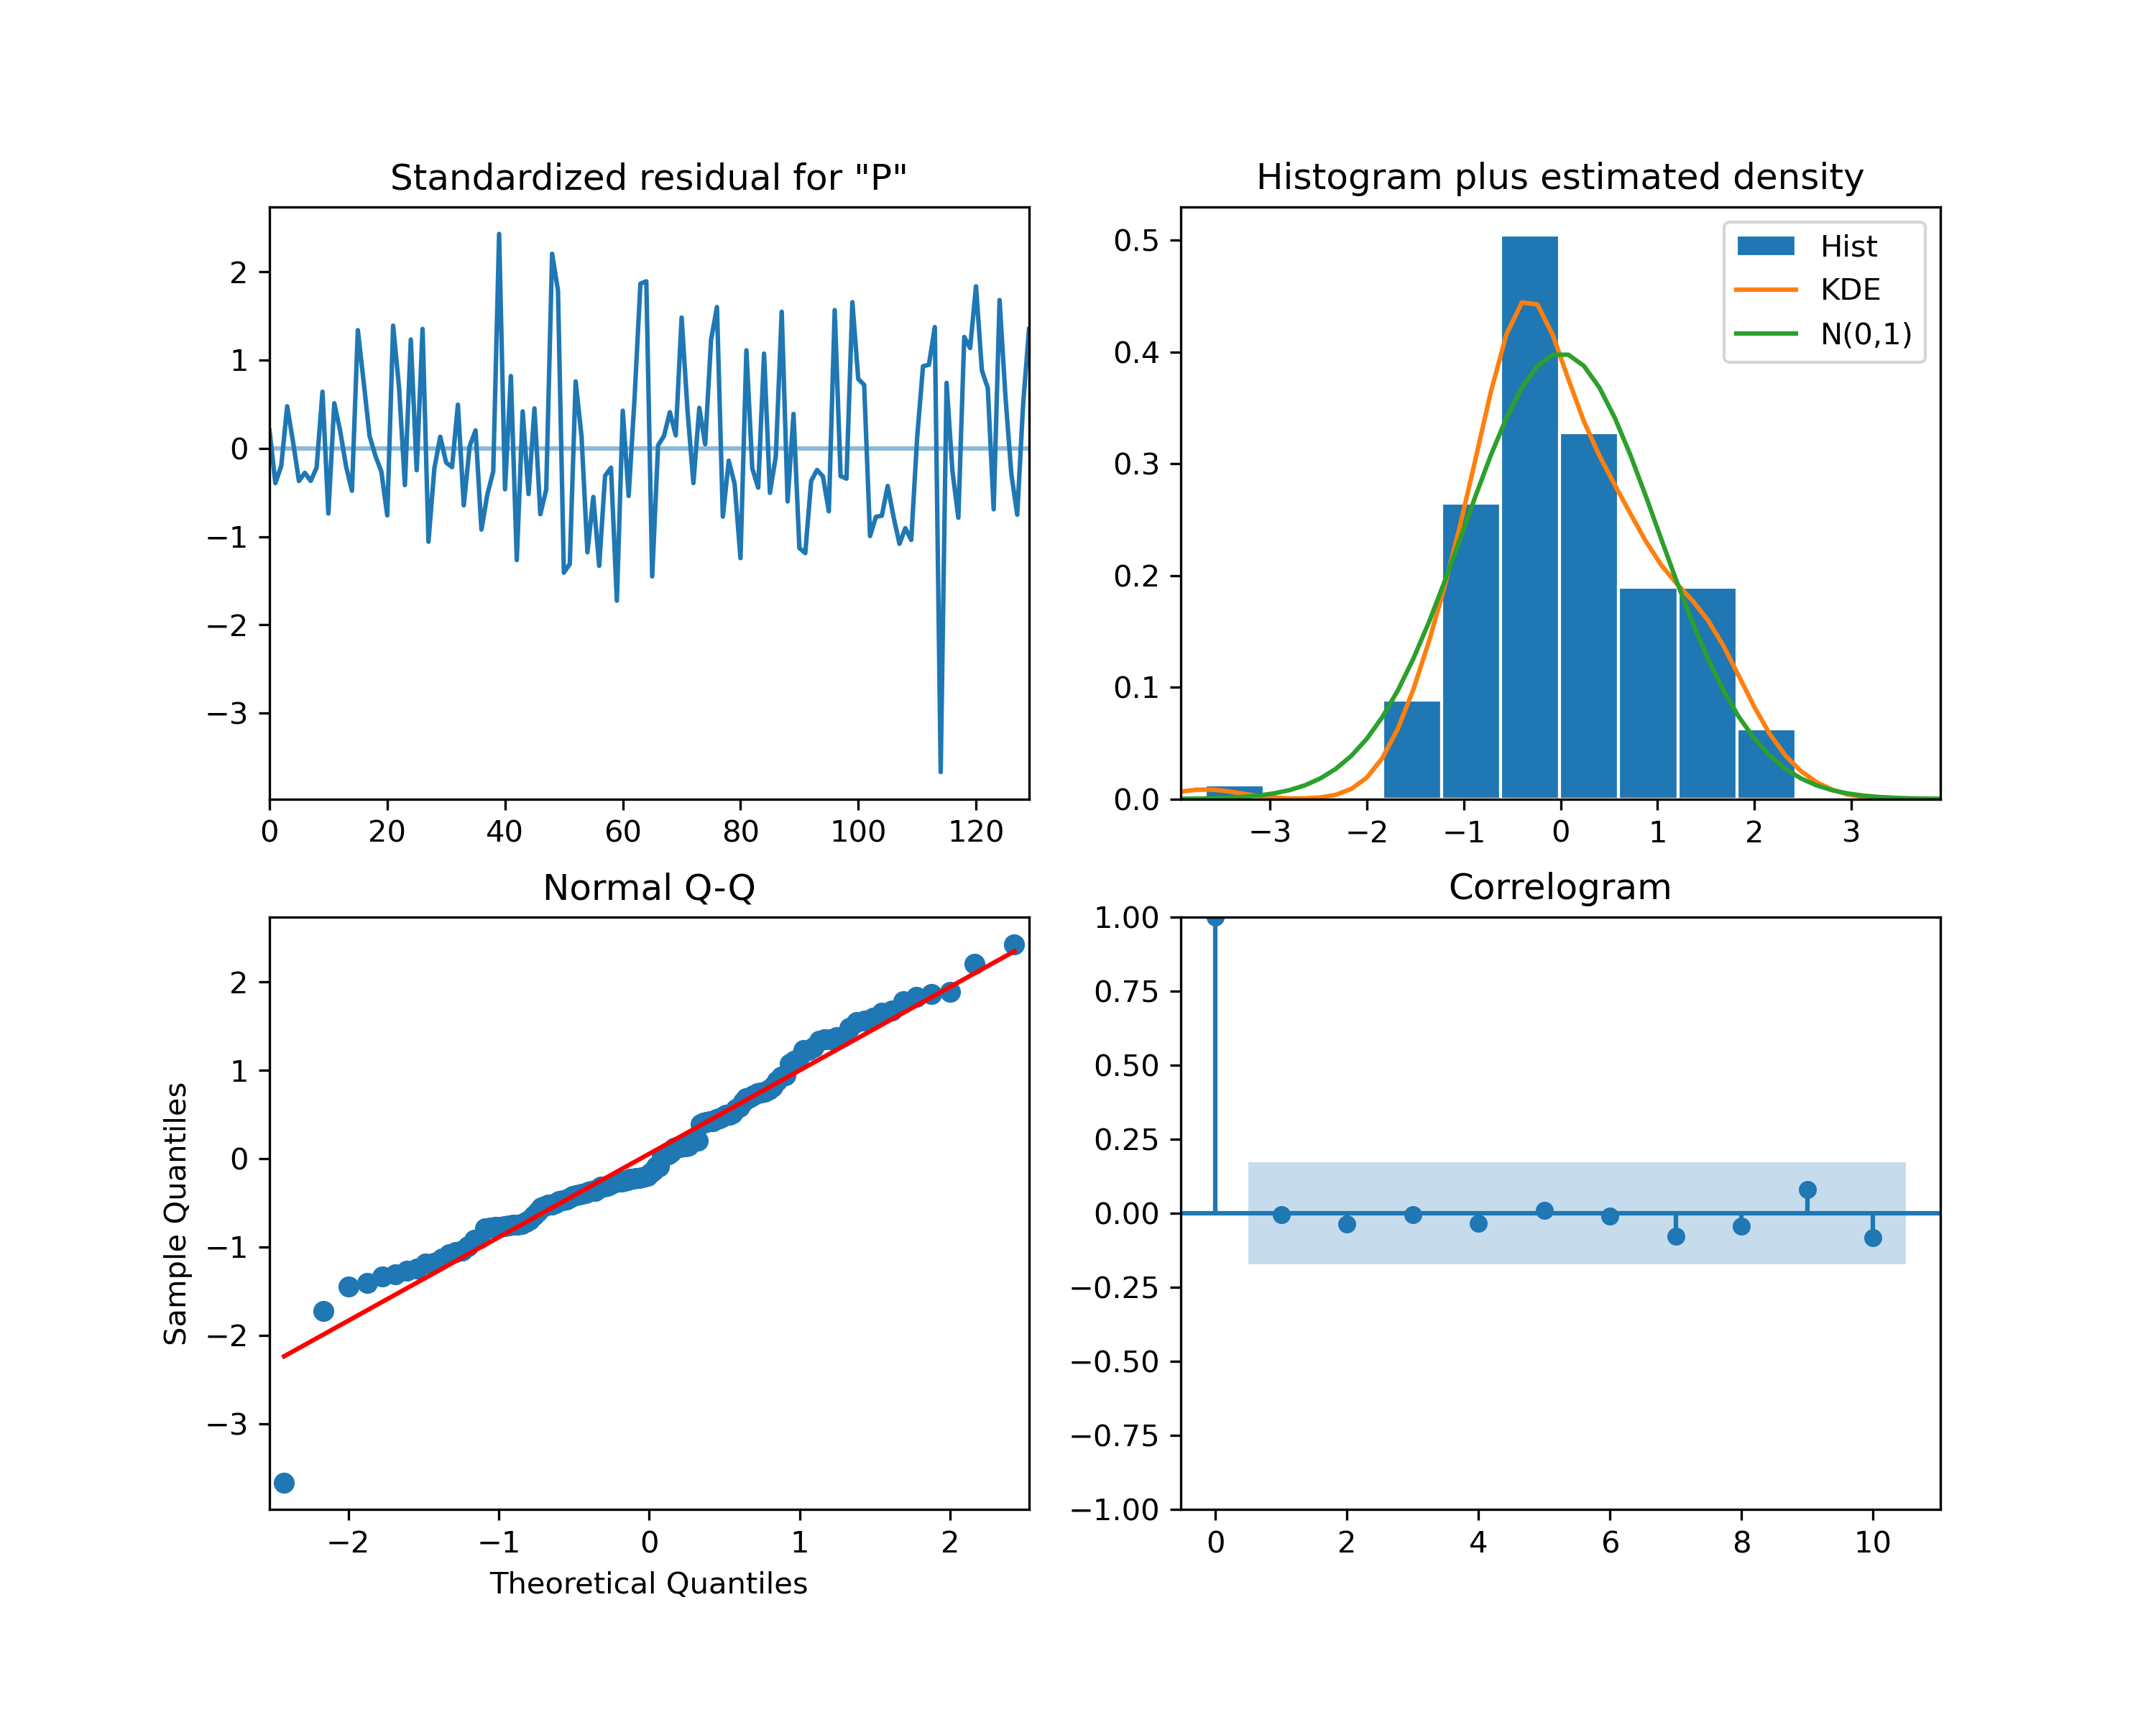 Standardized residual for "P"
2
1
0
−1
−2
−3
0 20 40 60 80 100 120
Histogram plus estimated density
0.5
0.4
0.3
0.2
0.1
0.0
−3 −2 −1 0 1 2 3
Hist
KDE
N(0,1)
Normal Q-Q
Sample Quantiles
2
1
0
−1
−2
−3
−2 −1 0 1 2
Theoretical Quantiles
Correlogram
1.00
0.75
0.50
0.25
0.00
−0.25
−0.50
−0.75
−1.00
0 2 4 6 8 10